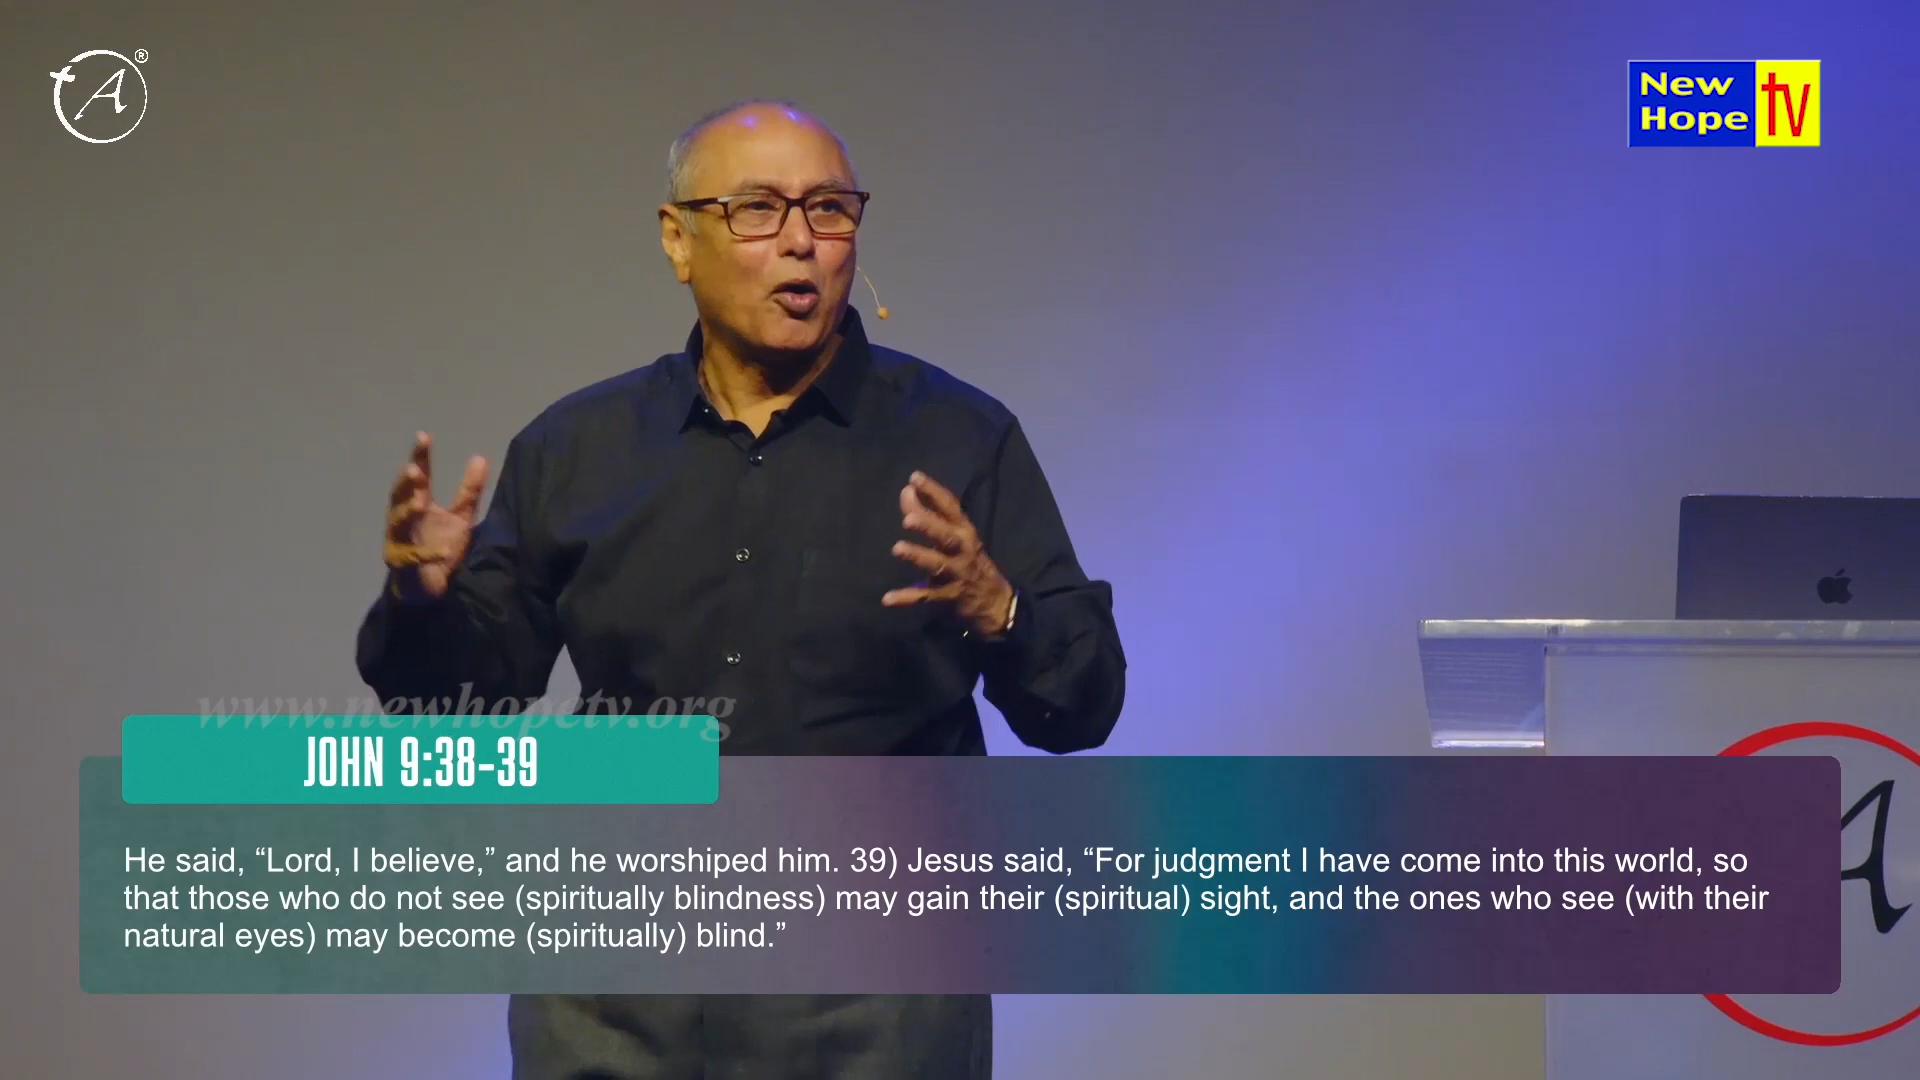 A®
New
Hope
tv
www.newhopetv.org
JOHN 9:38-39
He said, “Lord, I believe,” and he worshiped him. 39) Jesus said, “For judgment I have come into this world, so
that those who do not see (spiritually blindness) may gain their (spiritual) sight, and the ones who see (with their
natural eyes) may become (spiritually) blind.”
A